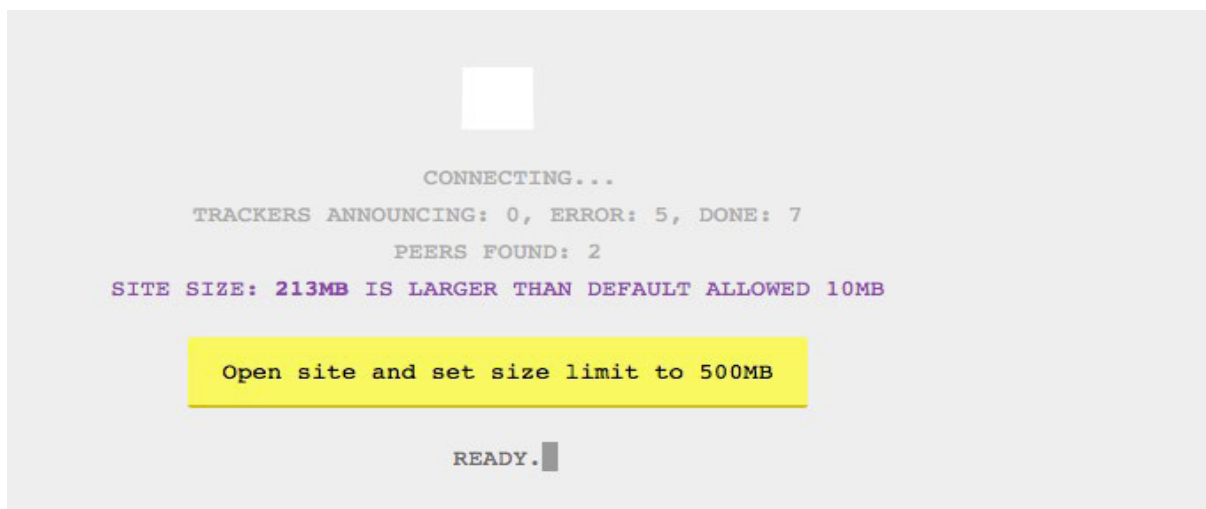 CONNECTING...
TRACKERS ANNOUNCING: 0, ERROR: 5, DONE: 7
PEERS FOUND: 2
SITE SIZE: 213MB IS LARGER THAN DEFAULT ALLOWED 10MB
Open site and set size limit to 500MB
READY.